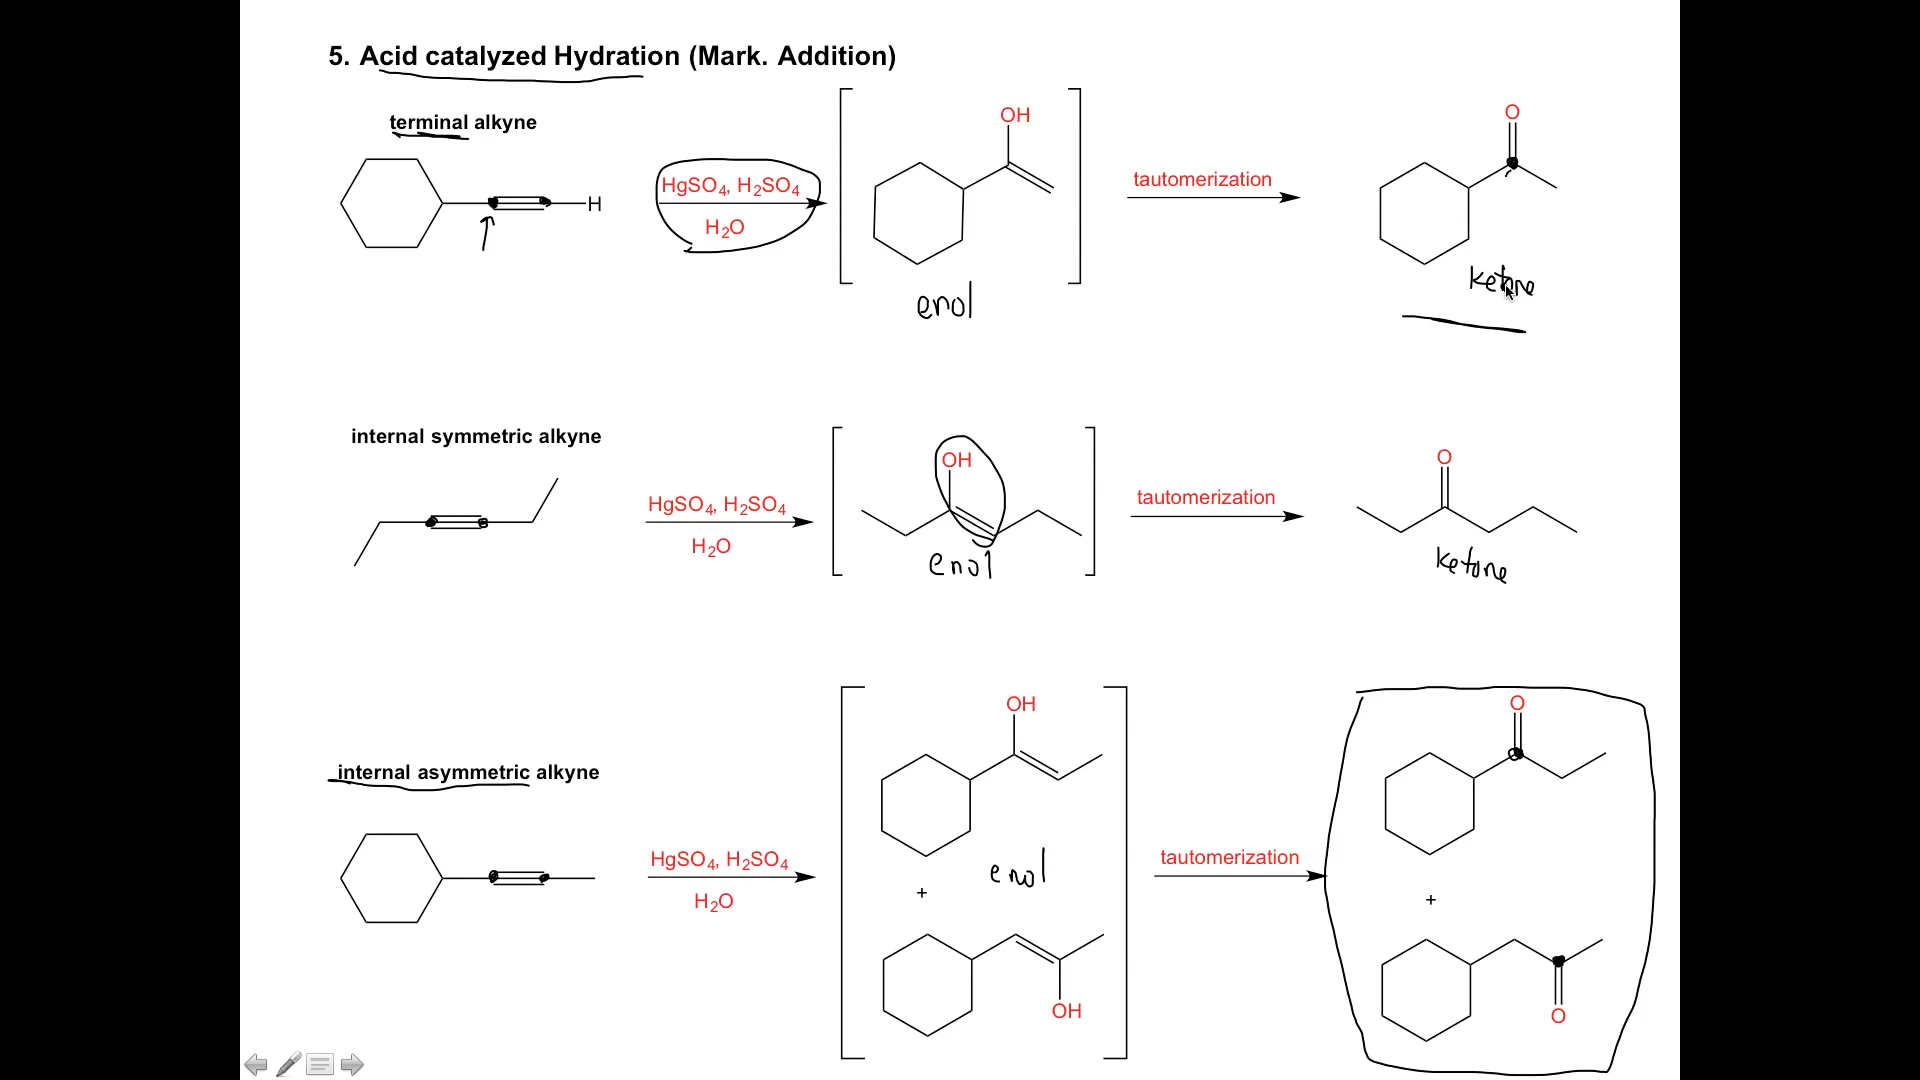 5. Acid catalyzed Hydration (Mark. Addition)
terminal alkyne
H
HgSO4, H2SO4
H2O
OH
enol
tautomerization
O
ketone
internal symmetric alkyne
HgSO4, H2SO4
H2O
OH
enol
tautomerization
O
ketone
internal asymmetric alkyne
HgSO4, H2SO4
H2O
OH
enol
+
OH
tautomerization
O
+
O